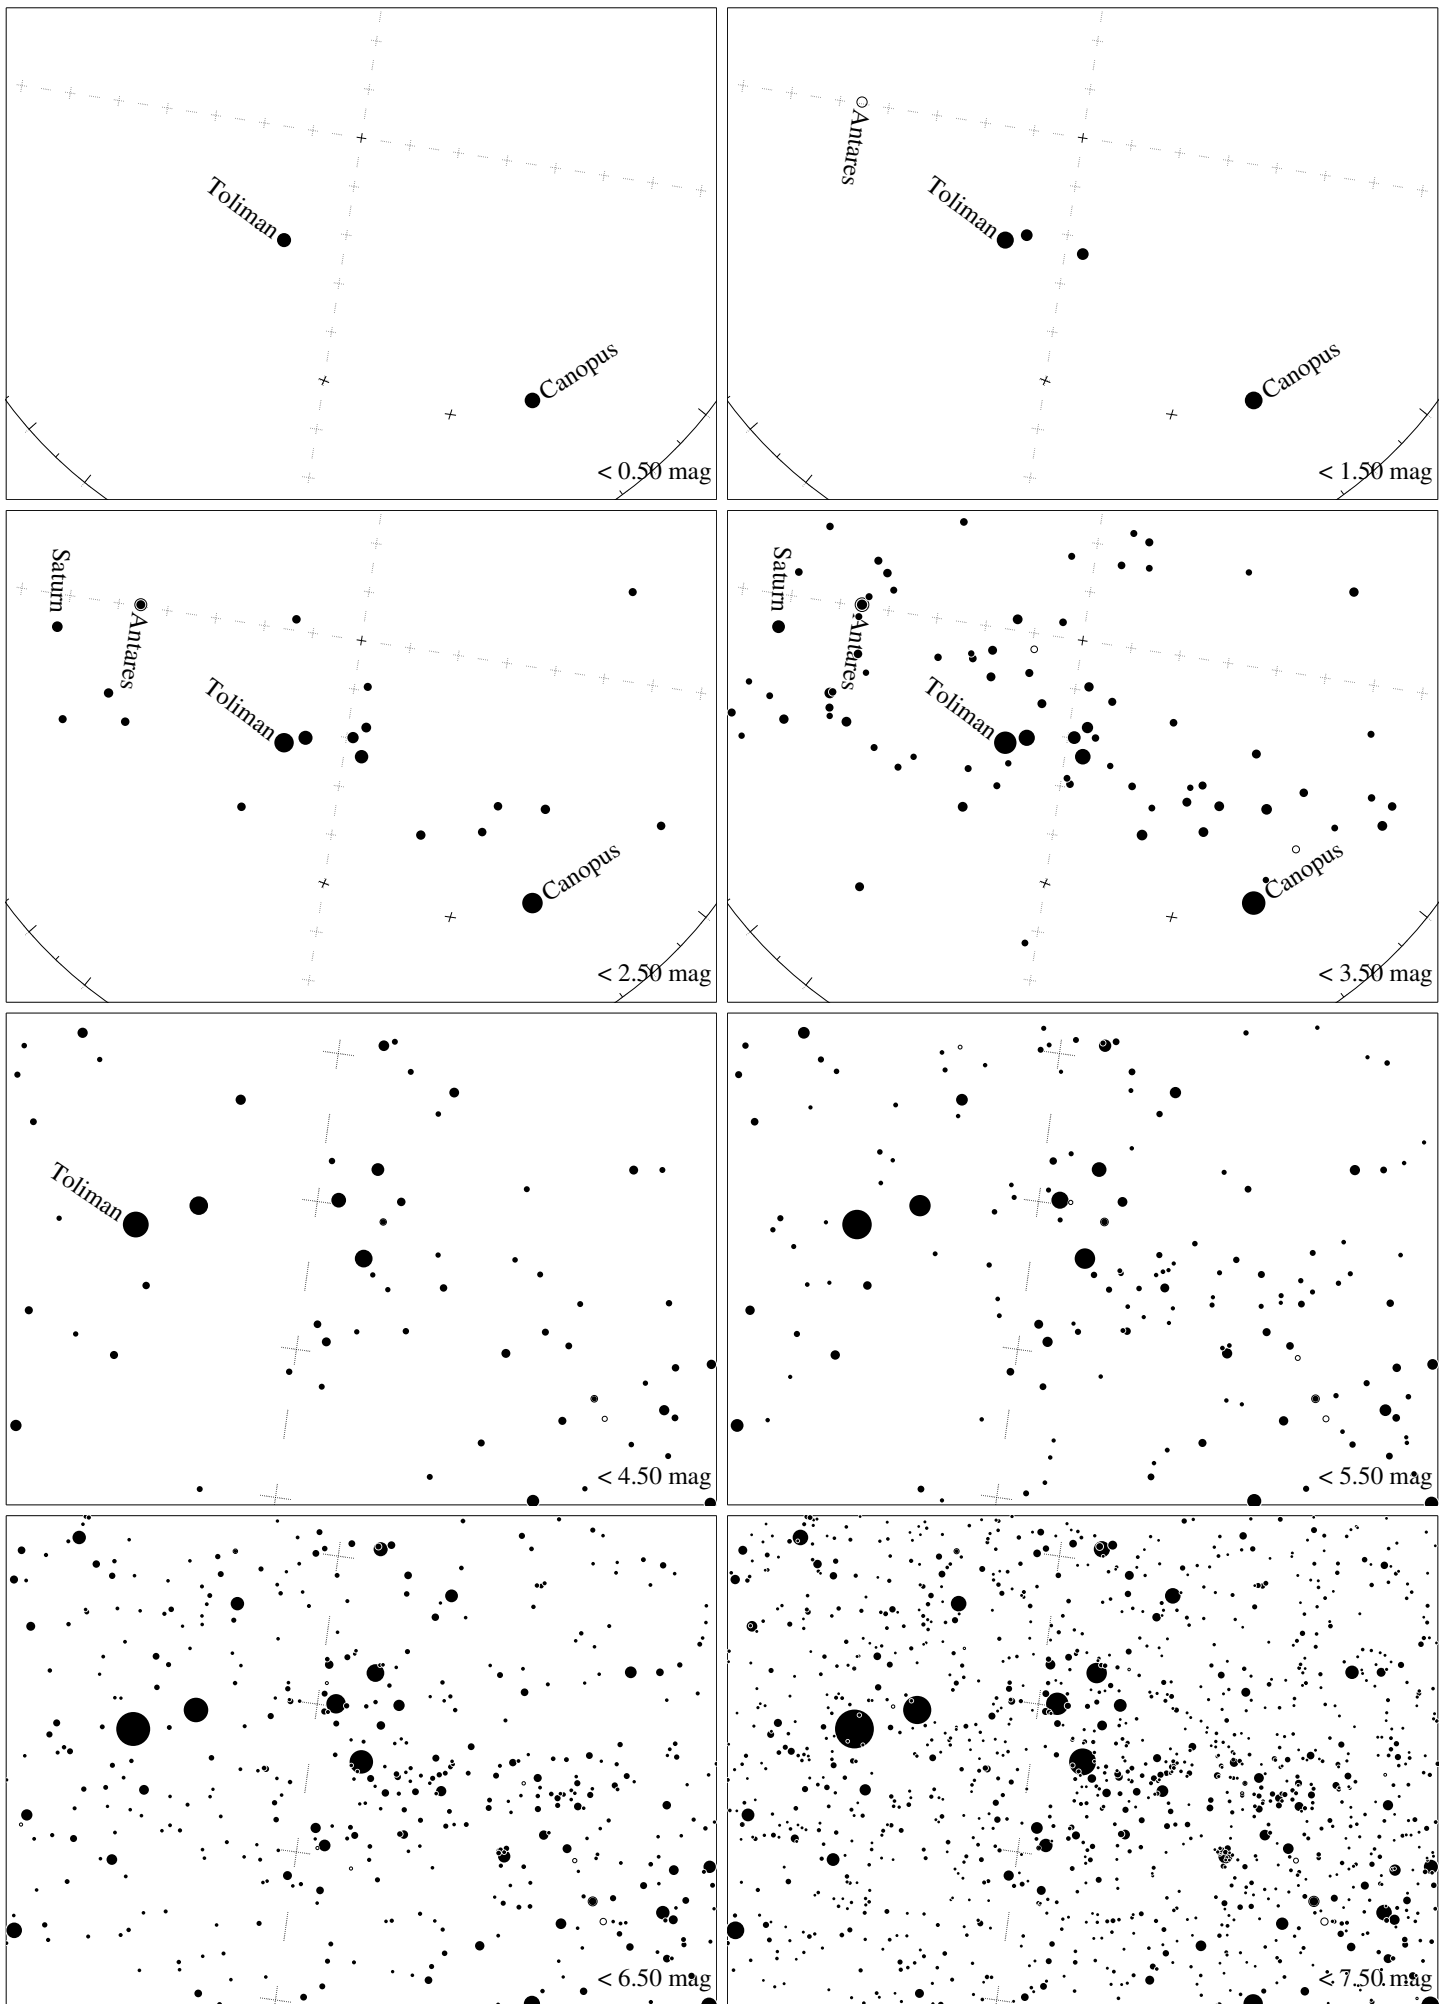 Toliman
Canopus
< 0.50 mag
Antares
Toliman
Canopus
< 1.50 mag
Saturn
Antares
Toliman
Canopus
< 2.50 mag
Saturn
Antares
Toliman
Canopus
< 3.50 mag
Toliman
< 4.50 mag
< 5.50 mag
< 6.50 mag
< 7.50 mag